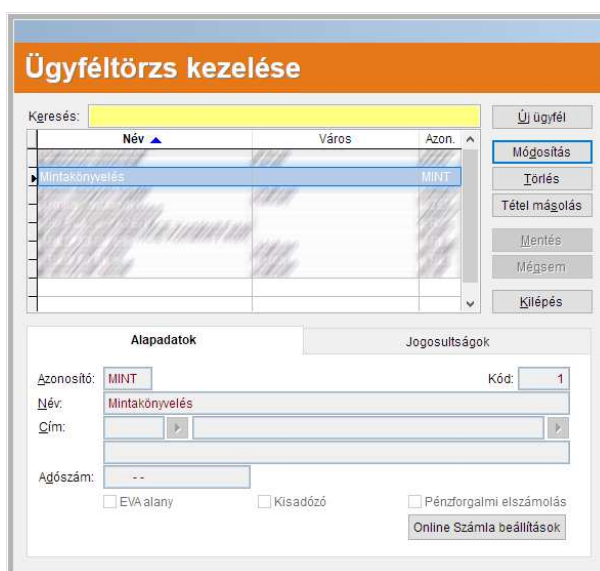 Ügyféltörzs kezelése
Keresés:
Új ügyfél
Név Város Azon.
Módosítás
Mintakönyvelés MINT
Törlés
Tétel másolás
Mentés
Mégsem
Kilépés
Alapadatok Jogosultságok
Azonosító: MINT Kód: 1
Név: Mintakönyvelés
Cím:
Adószám: - -
EVA alany Kisadózó Pénzforgalmi elszámolás
Online Számla beállítások